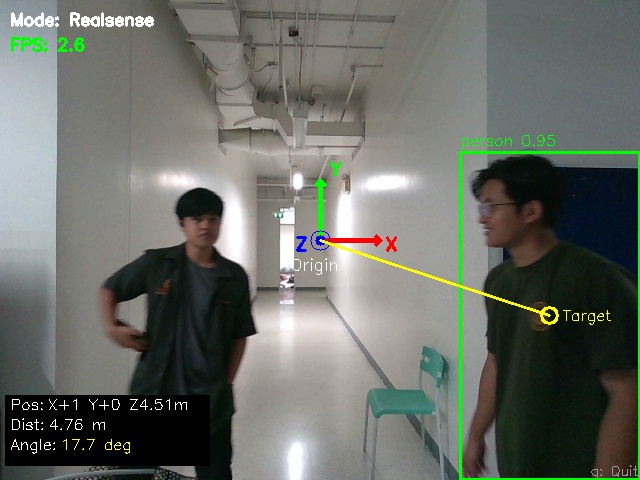 Mode: Realsense
FPS: 2.6
person 0.95
Y
Z
X
Origin
Target
Pos: X+1 Y+0 Z4.51m
Dist: 4.76 m
Angle: 17.7 deg
q: Quit